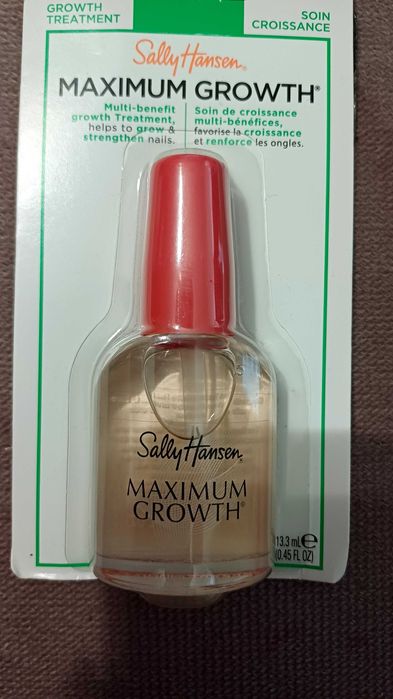 GROWTH
TREATMENT
SOIN
CROISSANCE
Sally Hansen®
MAXIMUM GROWTH®
Multi-benefit
growth Treatment,
helps to grow &
strengthen nails.
Soin de croissance
multi-bénéfices,
favorise la croissance
et renforce les ongles.
Sally Hansen®
MAXIMUM
GROWTH®
13.3 mL e
(0.45 FL OZ)